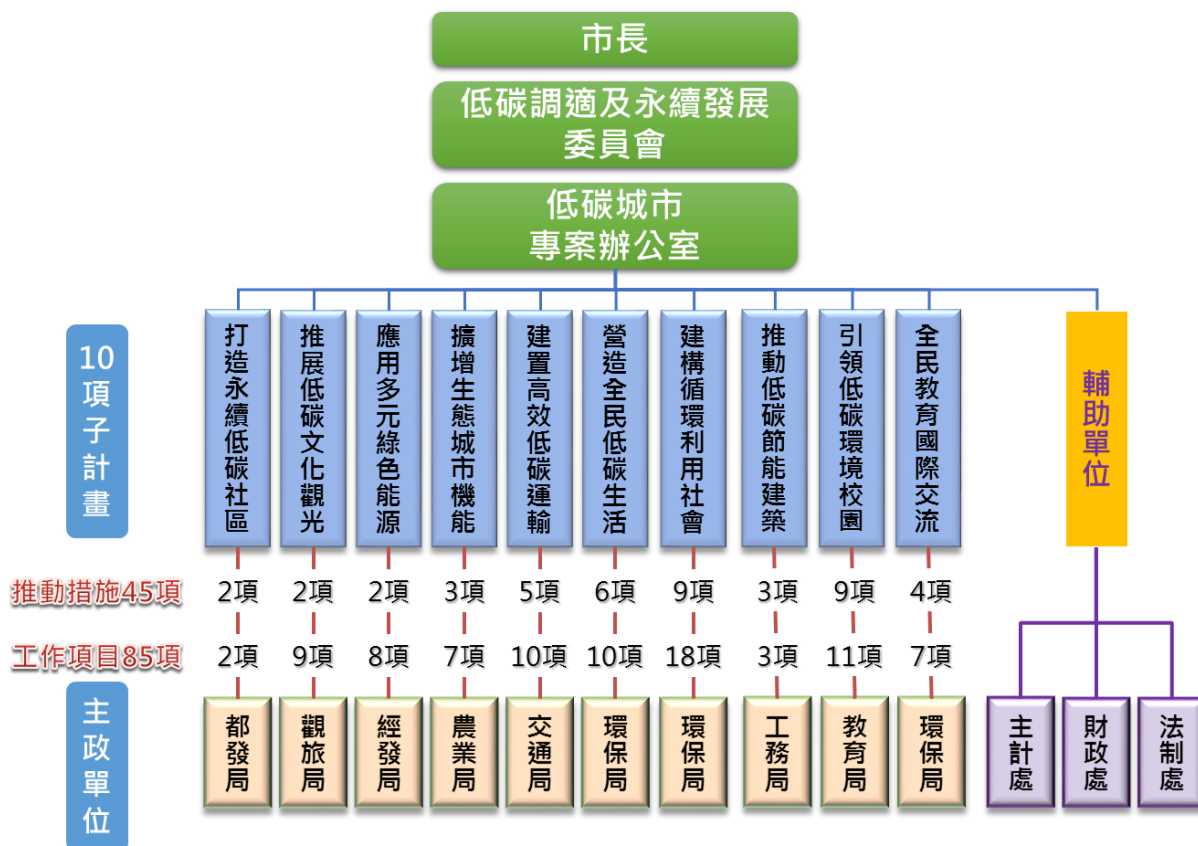 市長
低碳調適及永續發展
委員會
低碳城市
專案辦公室
10項子計畫
打造永續低碳社區
推展低碳文化觀光
應用多元綠色能源
擴增生態城市機能
建置高效低碳運輸
營造全民低碳生活
建構循環利用社會
推動低碳節能建築
引領低碳環境校園
全民教育國際交流
輔助單位
推動措施45項 2項 2項 2項 3項 5項 6項 9項 3項 9項 4項
工作項目85項 2項 9項 8項 7項 10項 10項 18項 3項 11項 7項
主政單位
都發局
觀旅局
經發局
農業局
交通局
環保局
環保局
工務局
教育局
環保局
主計處
財政處
法制處